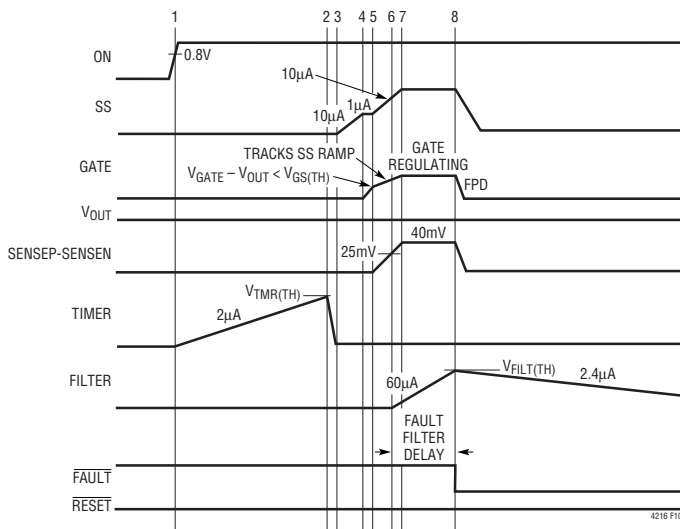 1 2 3 4 5 6 7 8
ON
0.8V
10µA
SS
10µA
1µA
TRACKS SS RAMP
GATE
REGULATING
GATE
VGATE – VOUT < VGS(TH)
FPD
VOUT
40mV
SENSEP-SENSEN
25mV
VTMR(TH)
TIMER
2µA
VFILT(TH)
2.4µA
FILTER
60µA
FAULT
FILTER
DELAY
FAULT
RESET
4216 F10